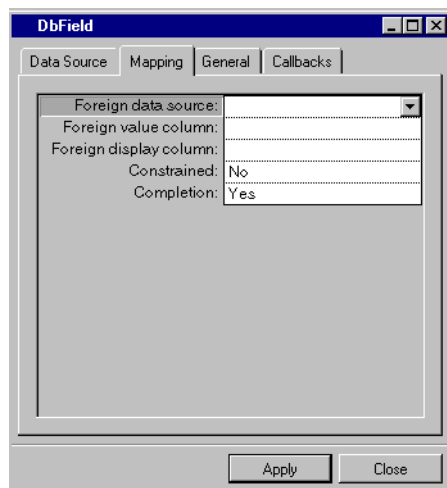 DbField
Data Source Mapping General Callbacks
Foreign data source:
Foreign value column:
Foreign display column:
Constrained: No
Completion: Yes
Apply Close